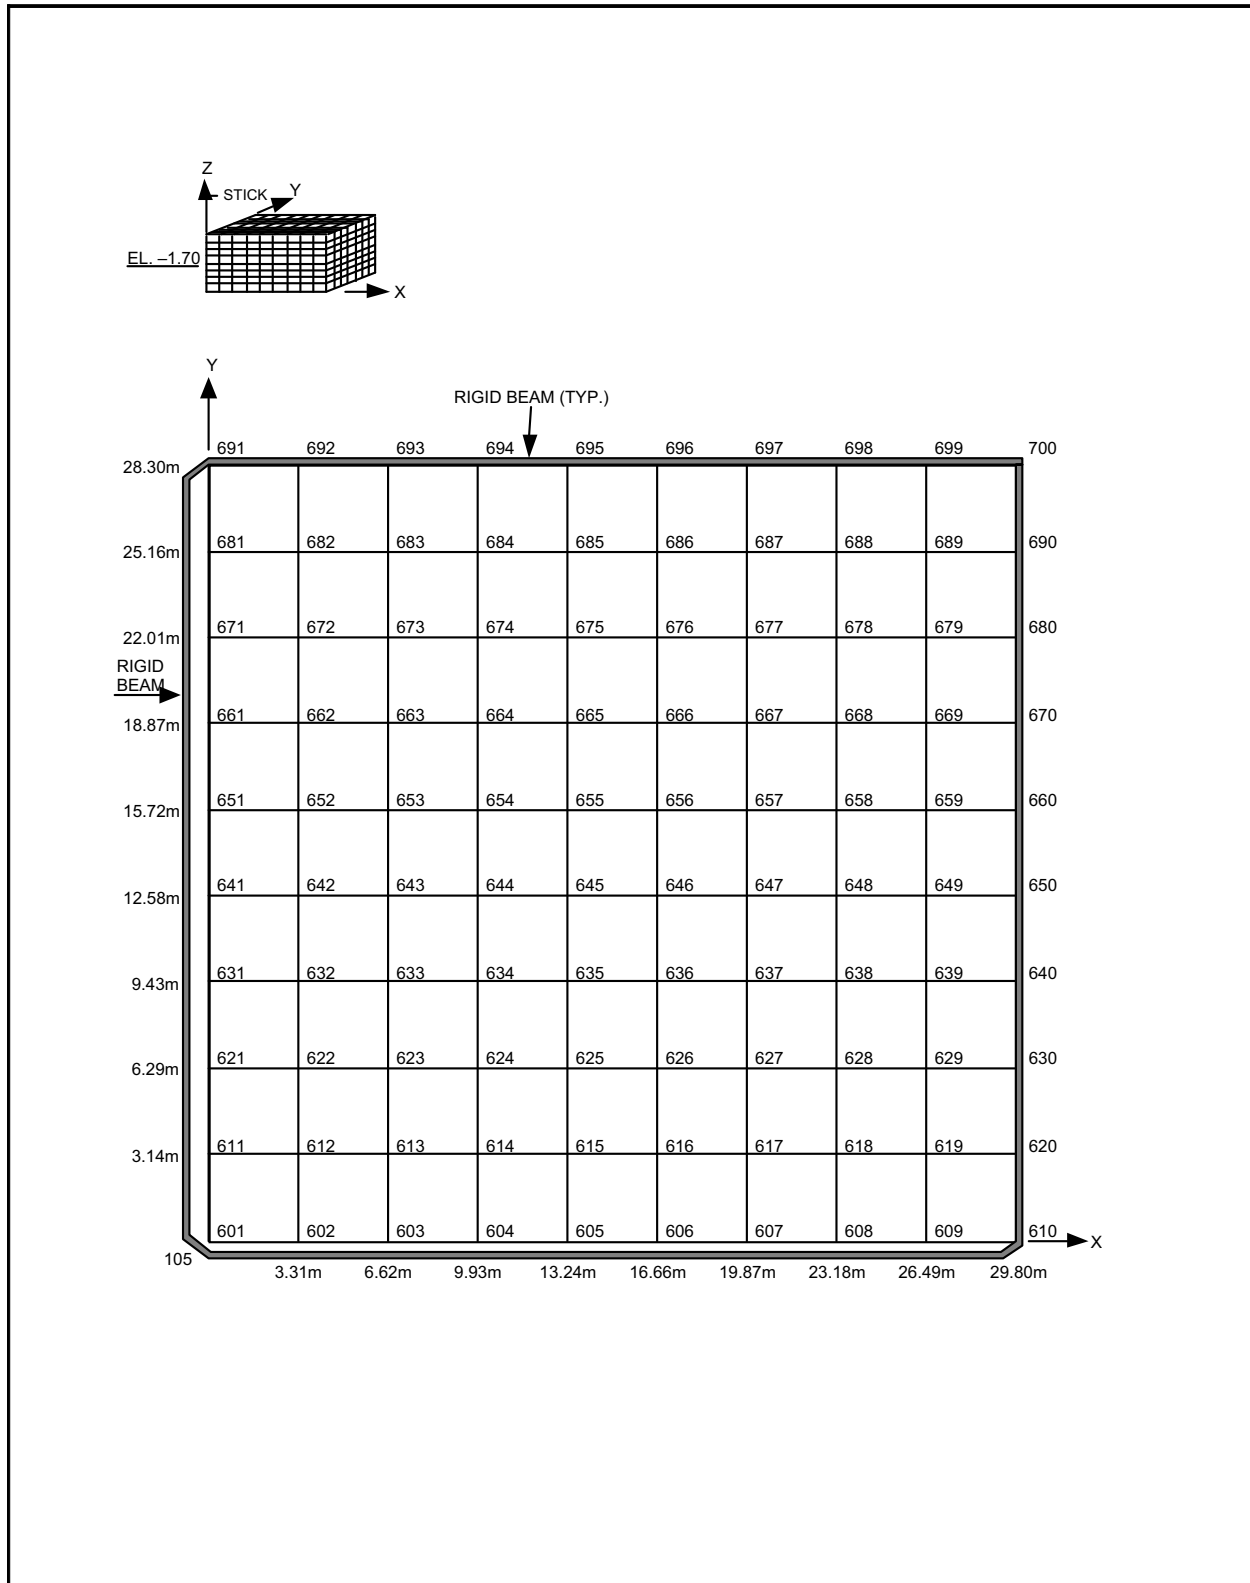 Z
STICK Y
EL. –1.70
X
Y
RIGID BEAM (TYP.)
691 692 693 694 695 696 697 698 699 700
28.30m
681 682 683 684 685 686 687 688 689 690
25.16m
671 672 673 674 675 676 677 678 679 680
22.01m
RIGID
BEAM
661 662 663 664 665 666 667 668 669 670
18.87m
651 652 653 654 655 656 657 658 659 660
15.72m
641 642 643 644 645 646 647 648 649 650
12.58m
631 632 633 634 635 636 637 638 639 640
9.43m
621 622 623 624 625 626 627 628 629 630
6.29m
611 612 613 614 615 616 617 618 619 620
3.14m
601 602 603 604 605 606 607 608 609 610 X
105
3.31m 6.62m 9.93m 13.24m 16.66m 19.87m 23.18m 26.49m 29.80m